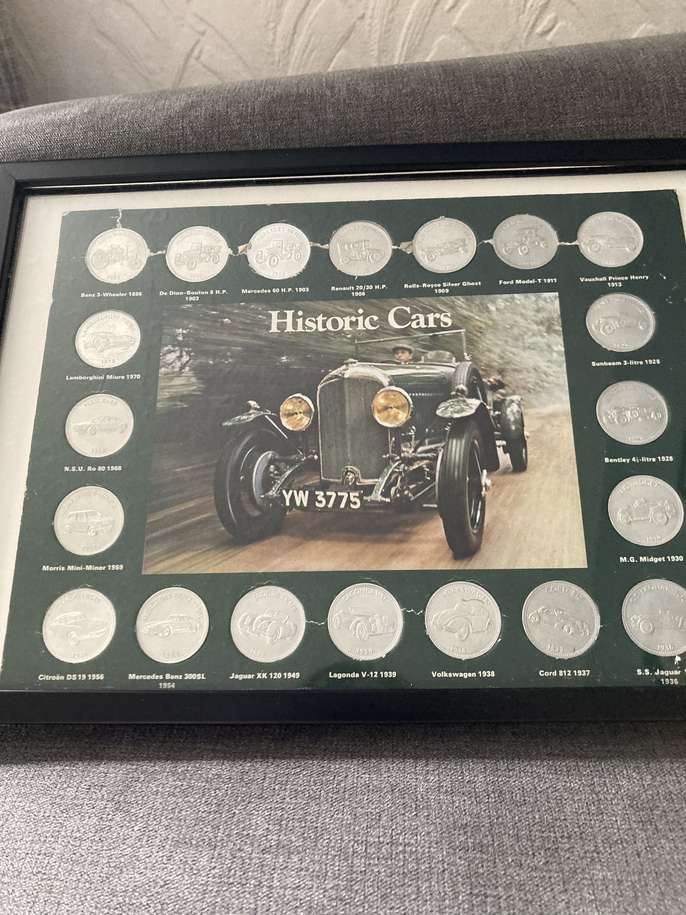 Benz 3-Wheeler 1886
De Dion-Bouton 8 H.P.
1903
Mercedes 60 H.P. 1903
Renault 20/30 H.P.
1906
Rolls-Royce Silver Ghost
1909
Ford Model-T 1911
Vauxhall Prince Henry
1913
Historic Cars
Lamborghini Miura 1970
Sunbeam 3-litre 1925
N.S.U. Ro 80 1968
Bentley 4½-litre 1928
YW 3775
Morris Mini-Minor 1959
M.G. Midget 1930
Citroën DS19 1956
Mercedes Benz 300SL
1954
Jaguar XK 120 1949
Lagonda V-12 1939
Volkswagen 1938
Cord 812 1937
S.S. Jaguar
1936